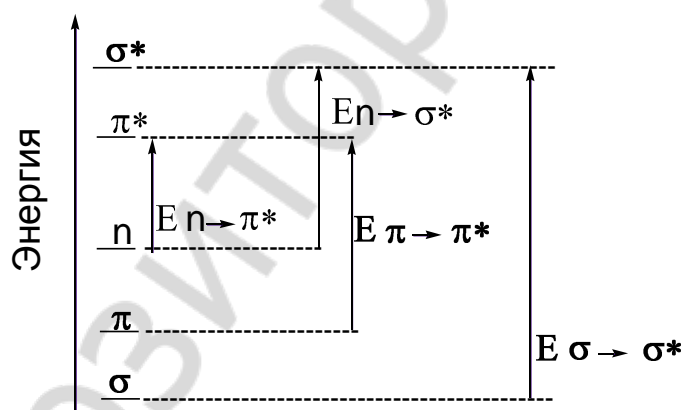 σ*
En→ σ*
π*
E n→ π*
n
E π→ π*
π
E σ→ σ*
σ
Энергия